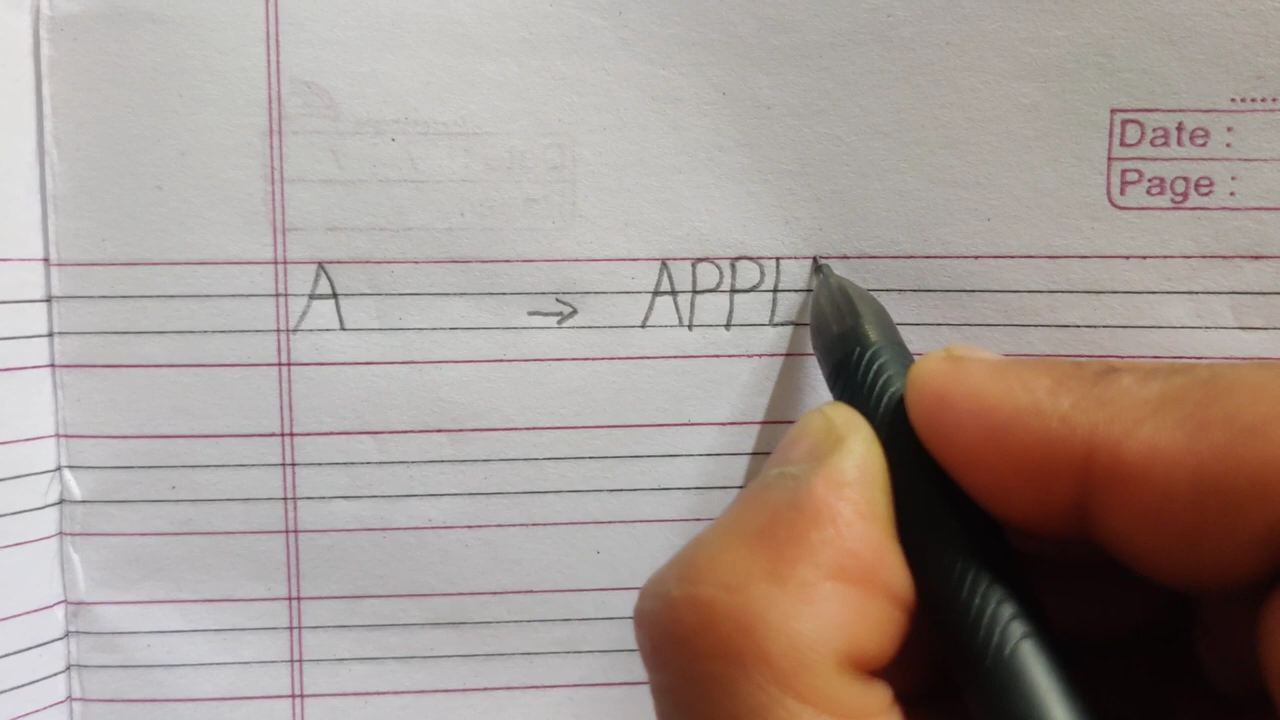 Date :
Page :
A → APPL